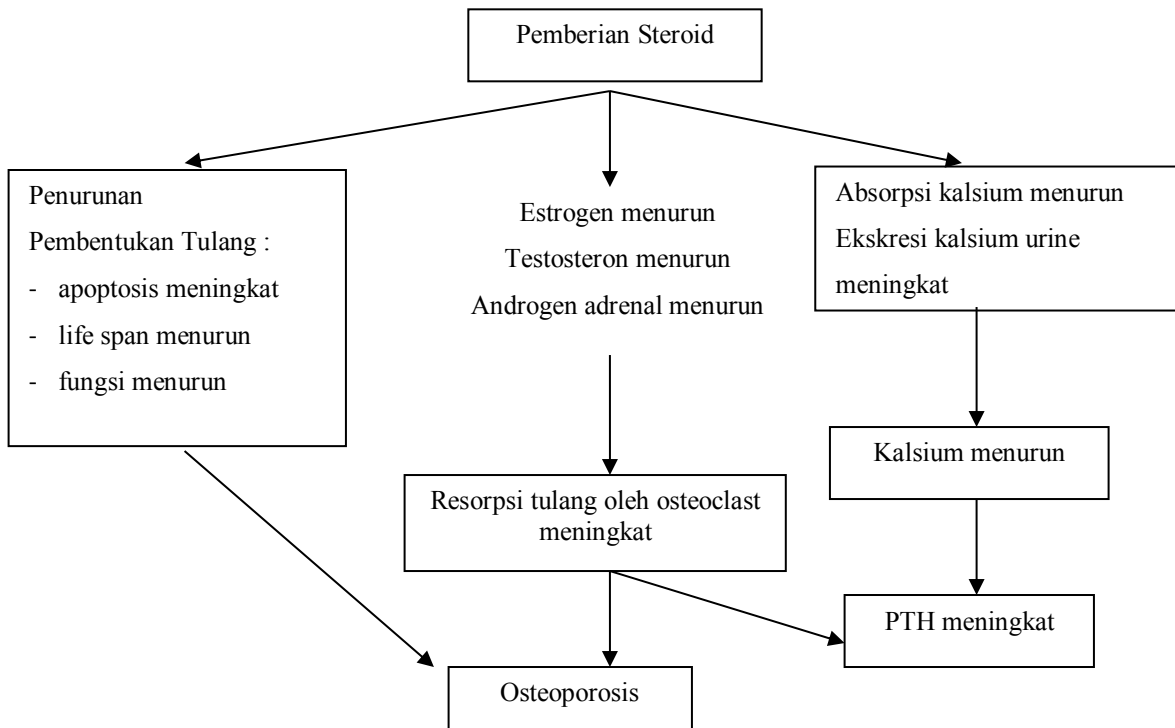 Pemberian Steroid
Penurunan
Pembentukan Tulang :
- apoptosis meningkat
- life span menurun
- fungsi menurun
Estrogen menurun
Testosteron menurun
Androgen adrenal menurun
Absorpsi kalsium menurun
Ekskresi kalsium urine
meningkat
Kalsium menurun
Resorpsi tulang oleh osteoclast
meningkat
PTH meningkat
Osteoporosis